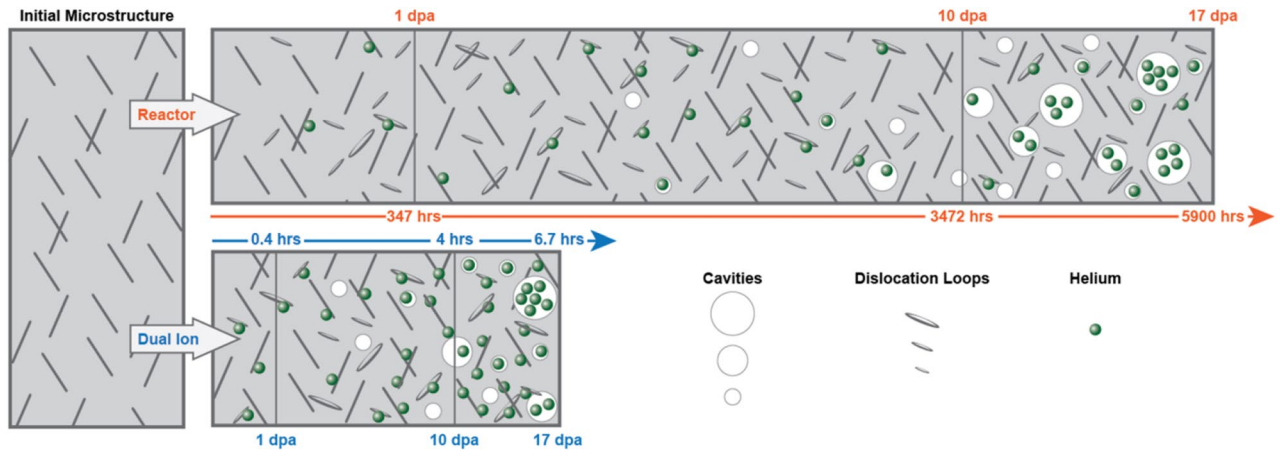 Initial Microstructure
1 dpa
10 dpa
17 dpa
Reactor
347 hrs
3472 hrs
5900 hrs
0.4 hrs
4 hrs
6.7 hrs
Cavities
Dislocation Loops
Helium
Dual Ion
1 dpa
10 dpa
17 dpa